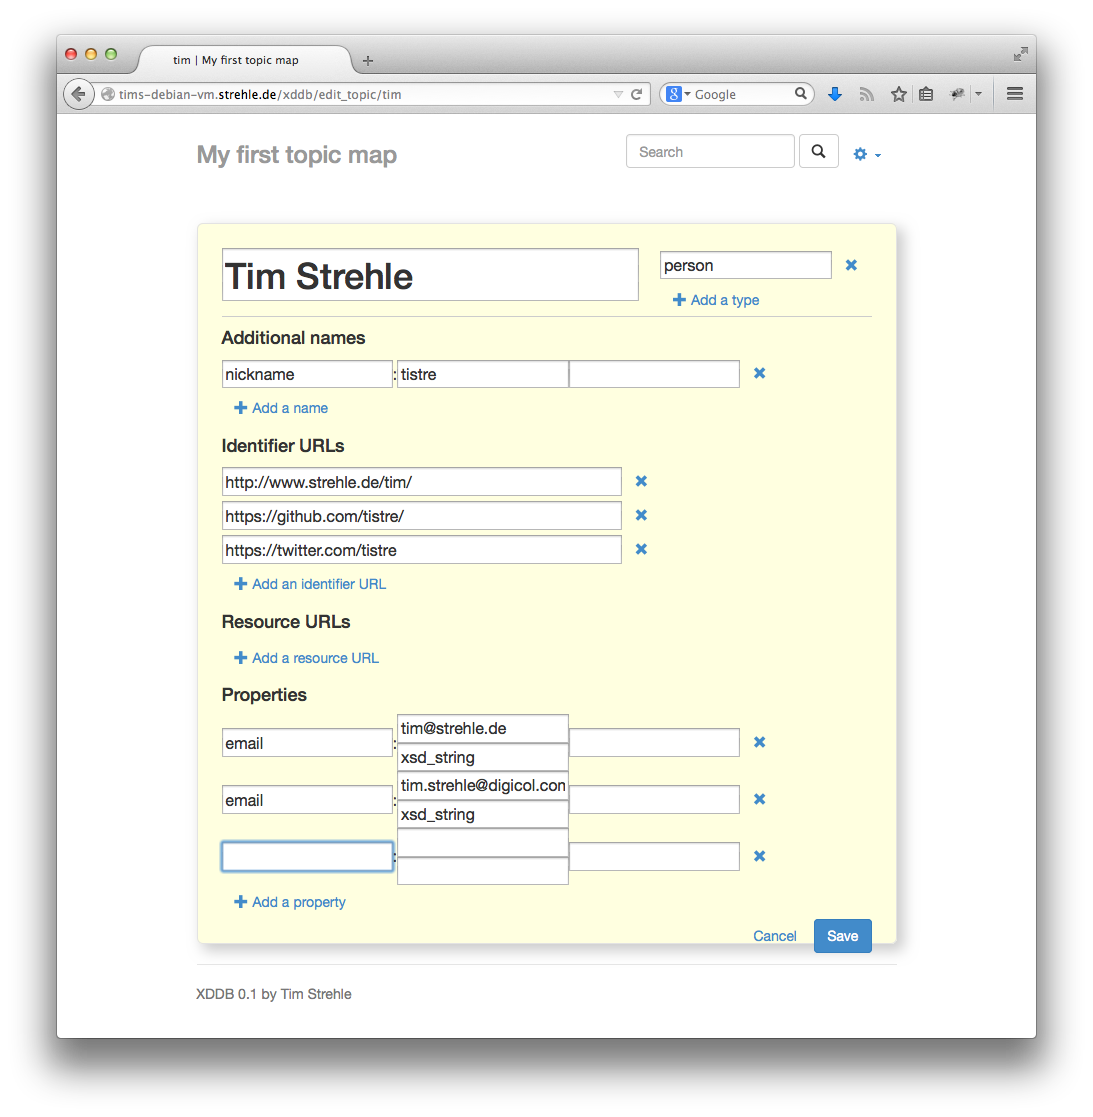 tim | My first topic map
tims-debian-vm.strehle.de/xddb/edit_topic/tim
Google
My first topic map
Search
Tim Strehle
person
Add a type
Additional names
nickname : tistre
Add a name
Identifier URLs
http://www.strehle.de/tim/
https://github.com/tistre/
https://twitter.com/tistre
Add an identifier URL
Resource URLs
Add a resource URL
Properties
tim@strehle.de
email :
xsd_string
tim.strehle@digicol.com
email :
xsd_string
:
Add a property
Cancel Save
XDDB 0.1 by Tim Strehle